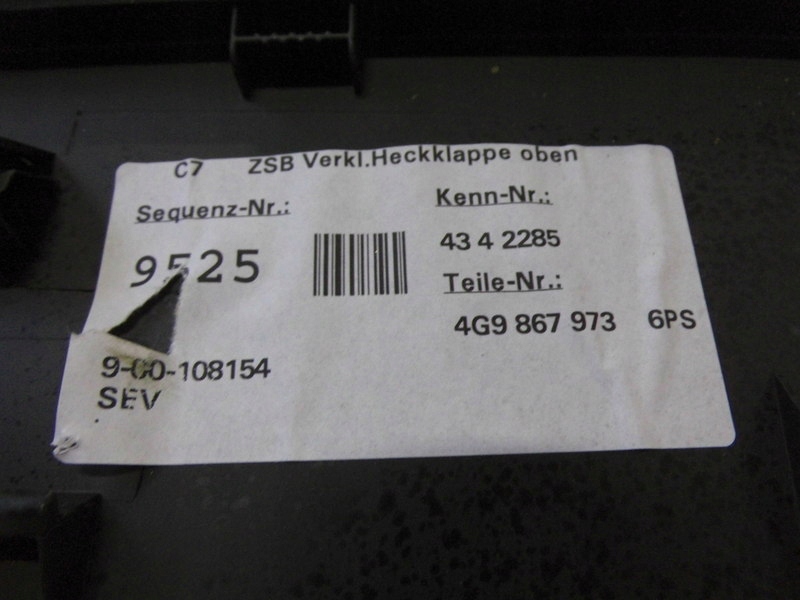 C7 ZSB Verkl.Heckklappe oben
Sequenz-Nr.:
9525
Kenn-Nr.:
43 4 2285
Teile-Nr.:
4G9 867 973 6PS
9-00-108154
SEV